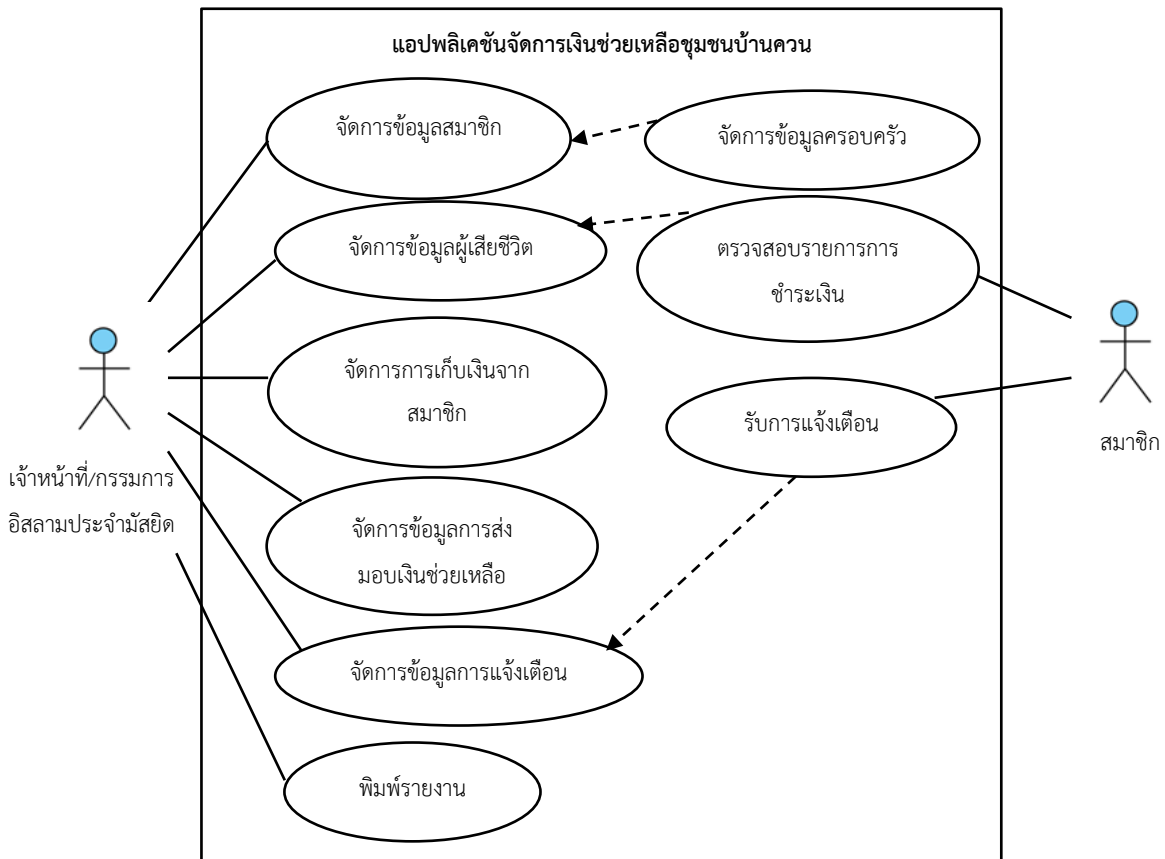 แอปพลิเคชันจัดการเงินช่วยเหลือชุมชนบ้านควน
จัดการข้อมูลสมาชิก
จัดการข้อมูลครอบครัว
จัดการข้อมูลผู้เสียชีวิต
ตรวจสอบรายการการ
ชำระเงิน
จัดการการเก็บเงินจาก
สมาชิก
รับการแจ้งเตือน
สมาชิก
เจ้าหน้าที่/กรรมการ
อิสลามประจำมัสยิด
จัดการข้อมูลการส่ง
มอบเงินช่วยเหลือ
จัดการข้อมูลการแจ้งเตือน
พิมพ์รายงาน